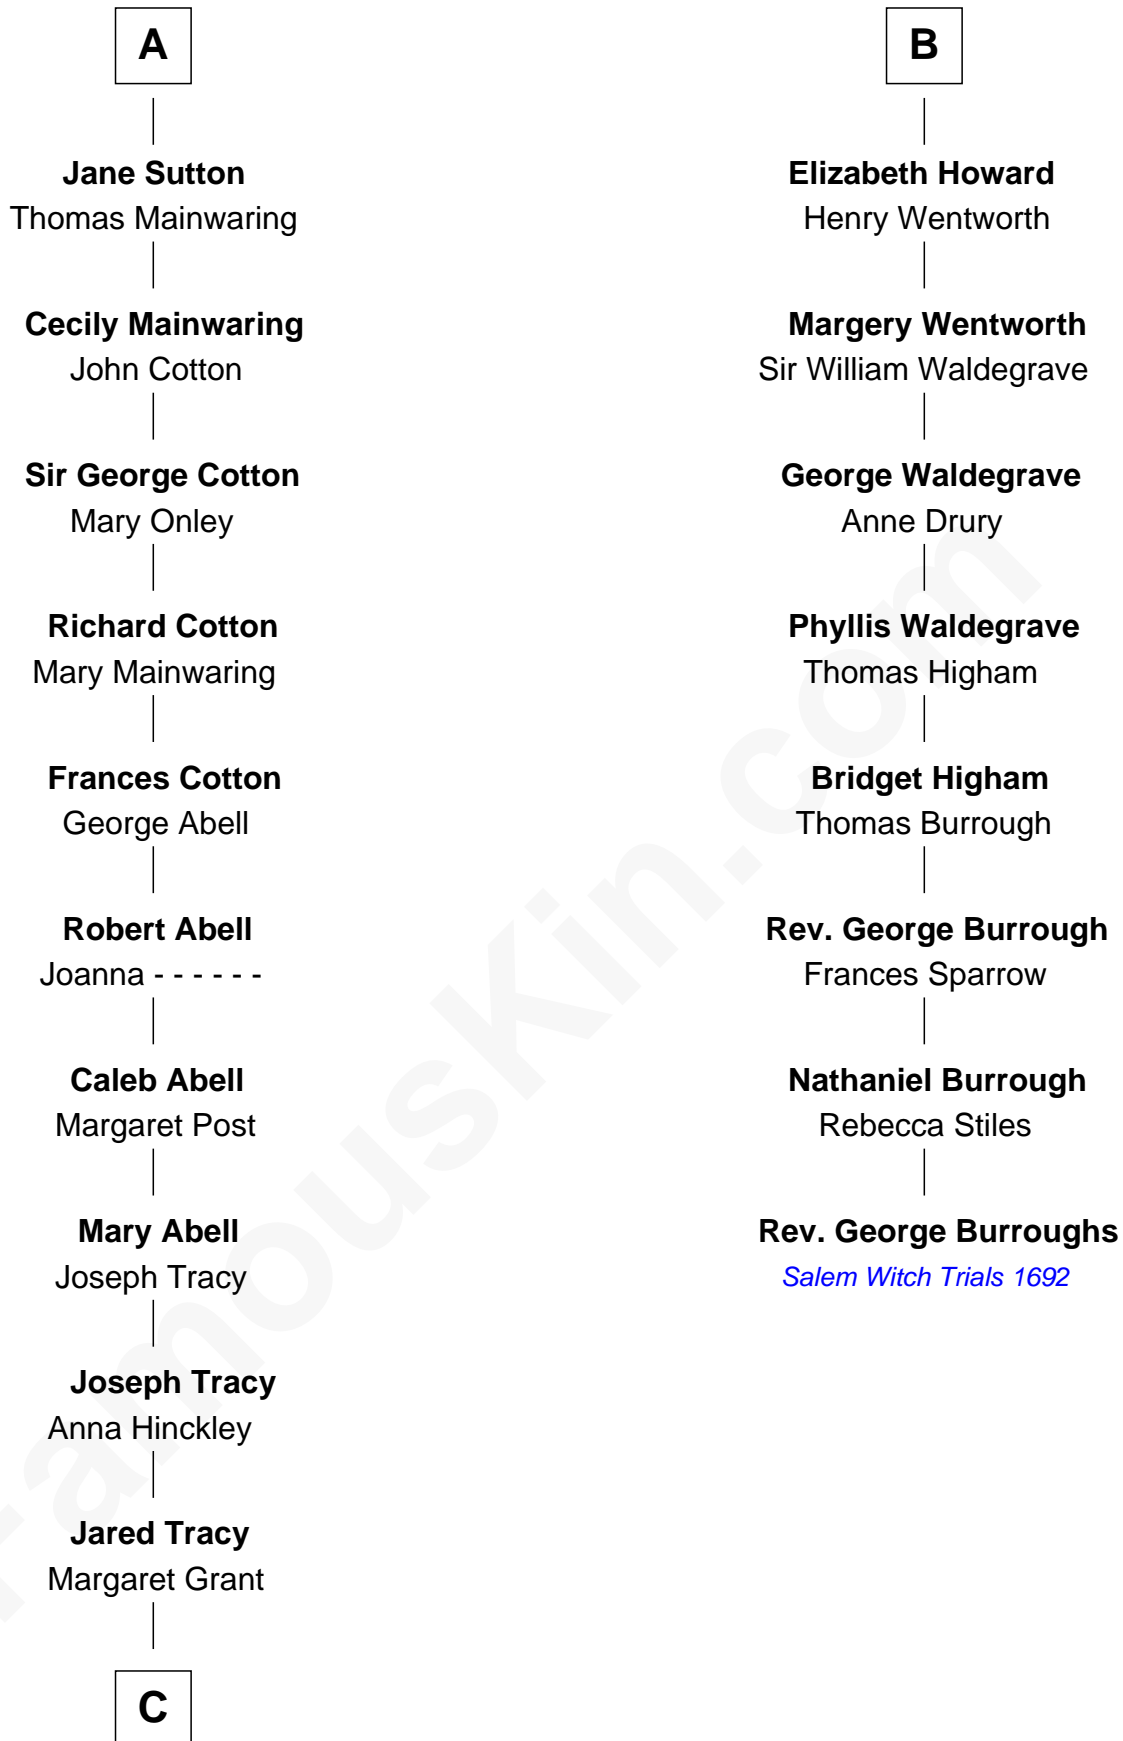 A
Jane Sutton
Thomas Mainwaring
Cecily Mainwaring
John Cotton
Sir George Cotton
Mary Onley
Richard Cotton
Mary Mainwaring
Frances Cotton
George Abell
Robert Abell
Joanna - - - - - -
Caleb Abell
Margaret Post
Mary Abell
Joseph Tracy
Joseph Tracy
Anna Hinckley
Jared Tracy
Margaret Grant
C
B
Elizabeth Howard
Henry Wentworth
Margery Wentworth
Sir William Waldegrave
George Waldegrave
Anne Drury
Phyllis Waldegrave
Thomas Higham
Bridget Higham
Thomas Burrough
Rev. George Burrough
Frances Sparrow
Nathaniel Burrough
Rebecca Stiles
Rev. George Burroughs
Salem Witch Trials 1692
FamousKin.com